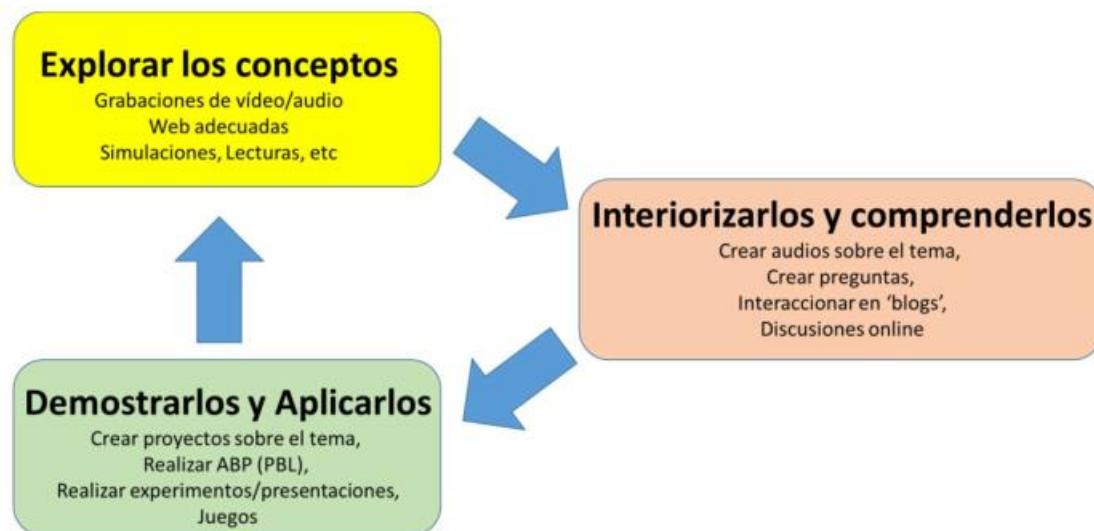 Explorar los conceptos
Grabaciones de vídeo/audio
Web adecuadas
Simulaciones, Lecturas, etc
Interiorizarlos y comprenderlos
Crear audios sobre el tema,
Crear preguntas,
Interaccionar en ‘blogs’,
Discusiones online
Demostrarlos y Aplicarlos
Crear proyectos sobre el tema,
Realizar ABP (PBL),
Realizar experimentos/presentaciones,
Juegos